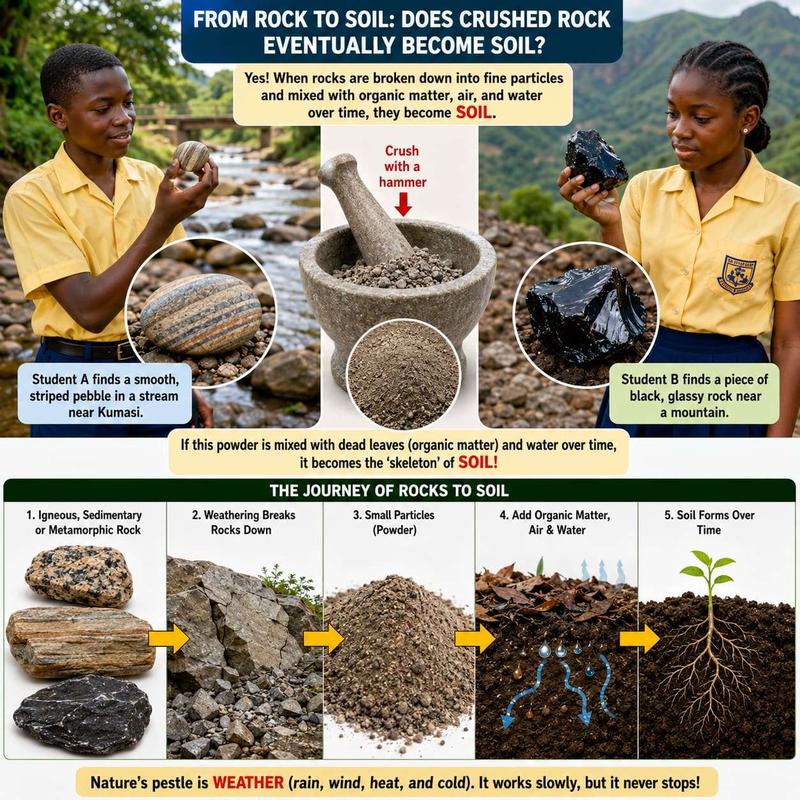 FROM ROCK TO SOIL: DOES CRUSHED ROCK
EVENTUALLY BECOME SOIL?
Yes! When rocks are broken down into fine particles
and mixed with organic matter, air, and water
over time, they become SOIL.
Crush
with a
hammer
Student A finds a smooth,
striped pebble in a stream
near Kumasi.
Student B finds a piece of
black, glassy rock near
a mountain.
If this powder is mixed with dead leaves (organic matter) and water over time,
it becomes the ‘skeleton’ of SOIL!
THE JOURNEY OF ROCKS TO SOIL
1. Igneous, Sedimentary
or Metamorphic Rock
2. Weathering Breaks
Rocks Down
3. Small Particles
(Powder)
4. Add Organic Matter,
Air & Water
5. Soil Forms Over
Time
Nature’s pestle is WEATHER (rain, wind, heat, and cold). It works slowly, but it never stops!